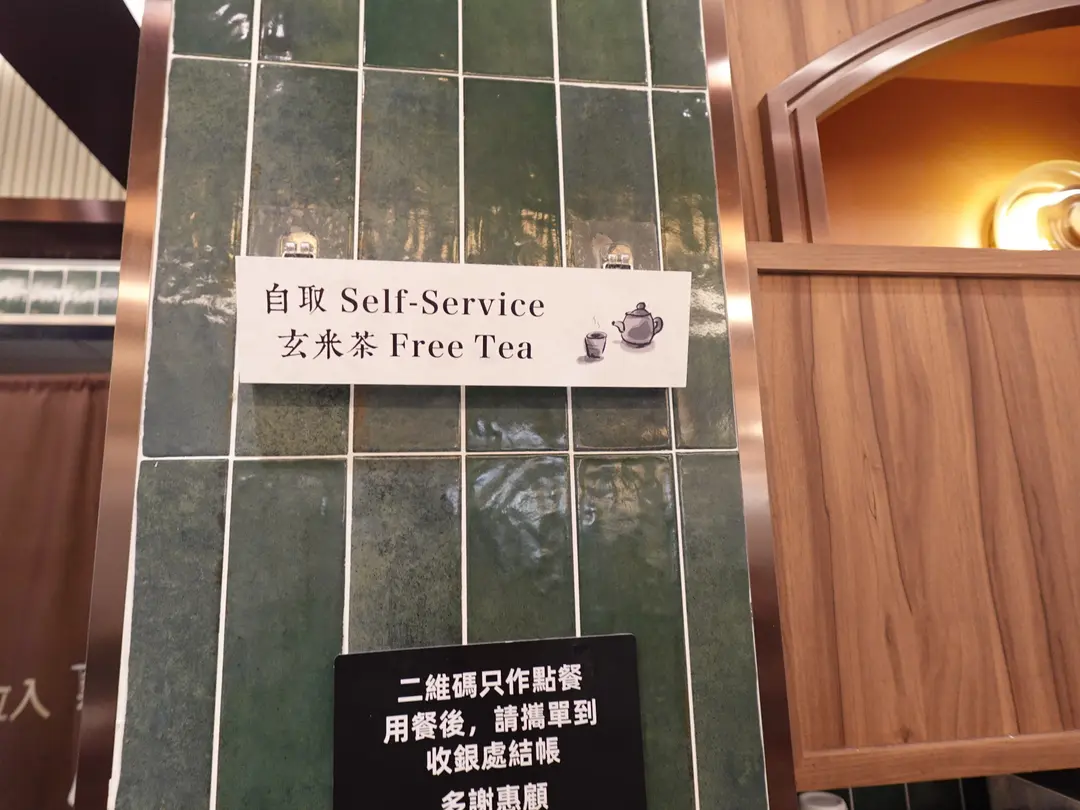 自取 Self-Service
玄米茶 Free Tea
二維碼只作點餐
用餐後，請攜單到
收銀處結帳
多謝惠顧
入